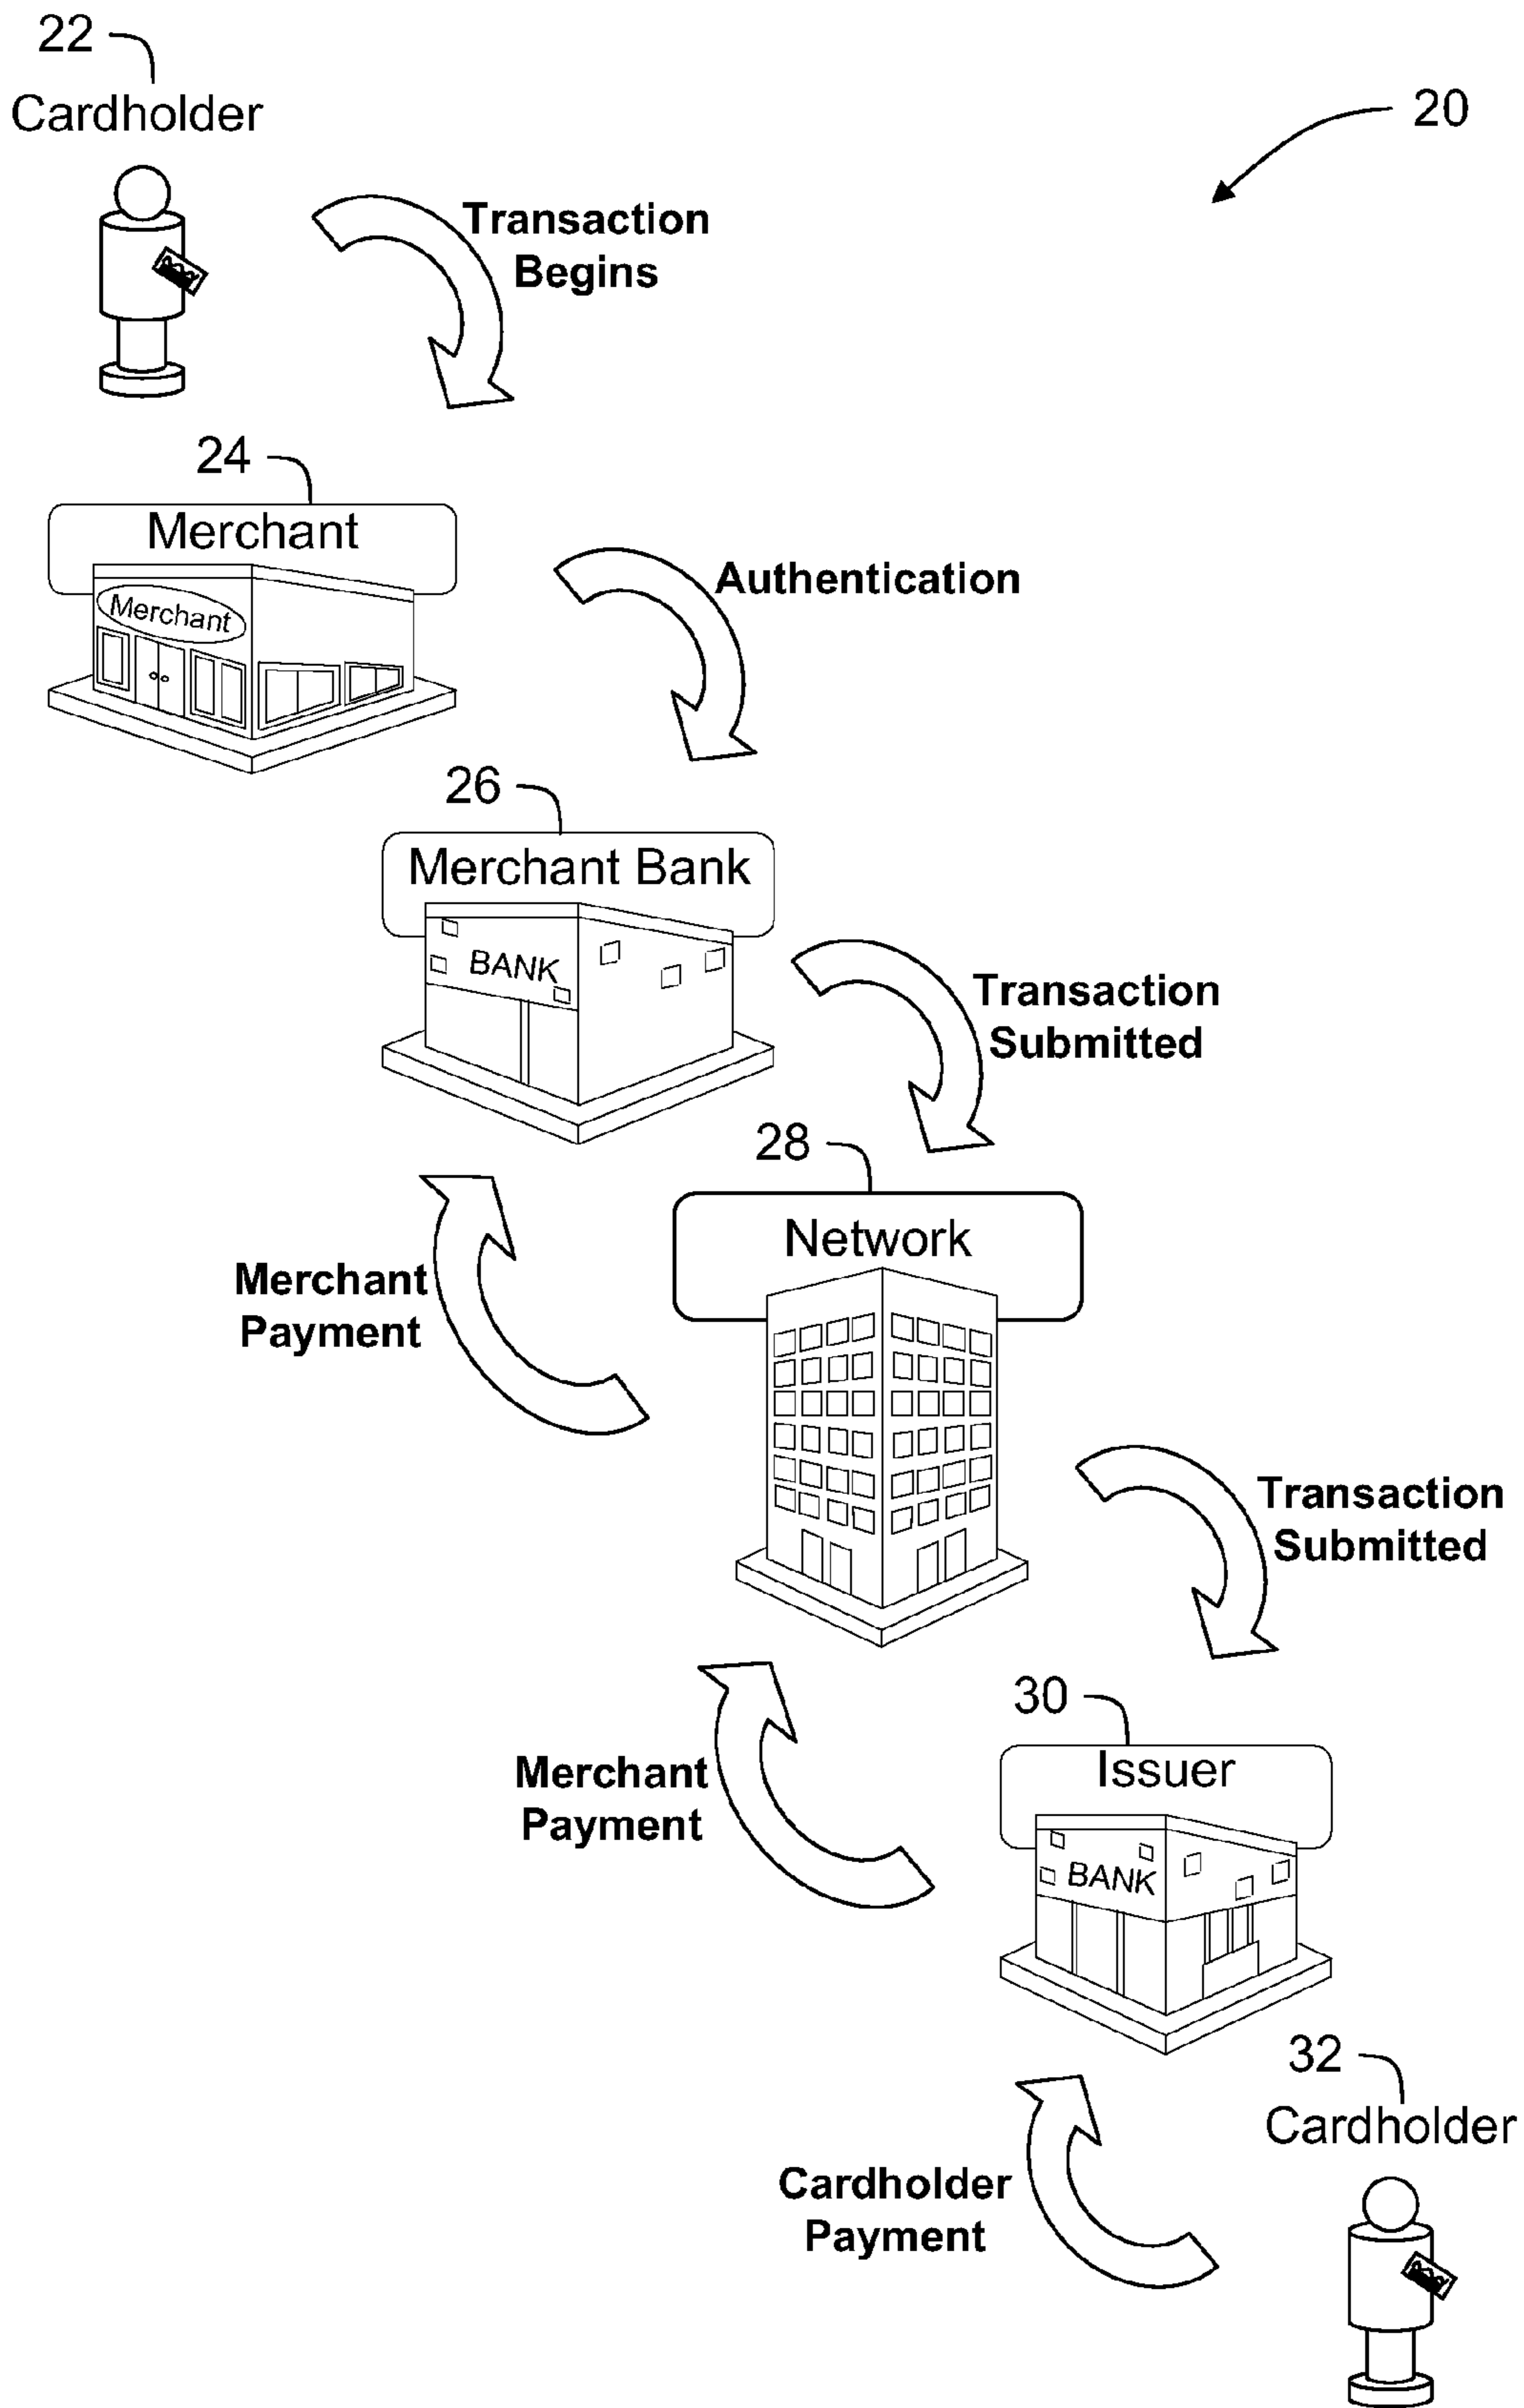 22
Cardholder
20
Transaction
Begins
24
Merchant
Merchant
Authentication
26
Merchant Bank
BANK
Transaction
Submitted
28
Network
Merchant
Payment
Transaction
Submitted
30
Issuer
BANK
Merchant
Payment
32
Cardholder
Cardholder
Payment